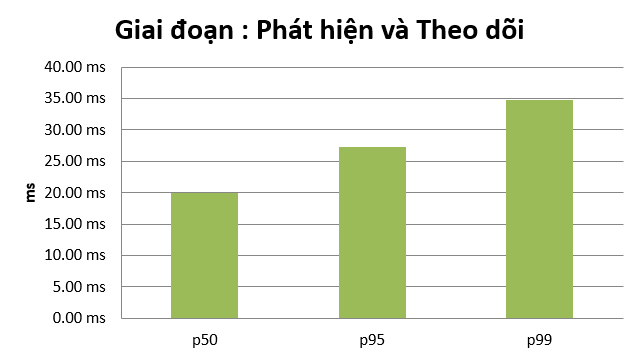 Giai đoạn : Phát hiện và Theo dõi
40.00 ms
35.00 ms
30.00 ms
25.00 ms
20.00 ms
15.00 ms
10.00 ms
5.00 ms
0.00 ms
ms
p50 p95 p99